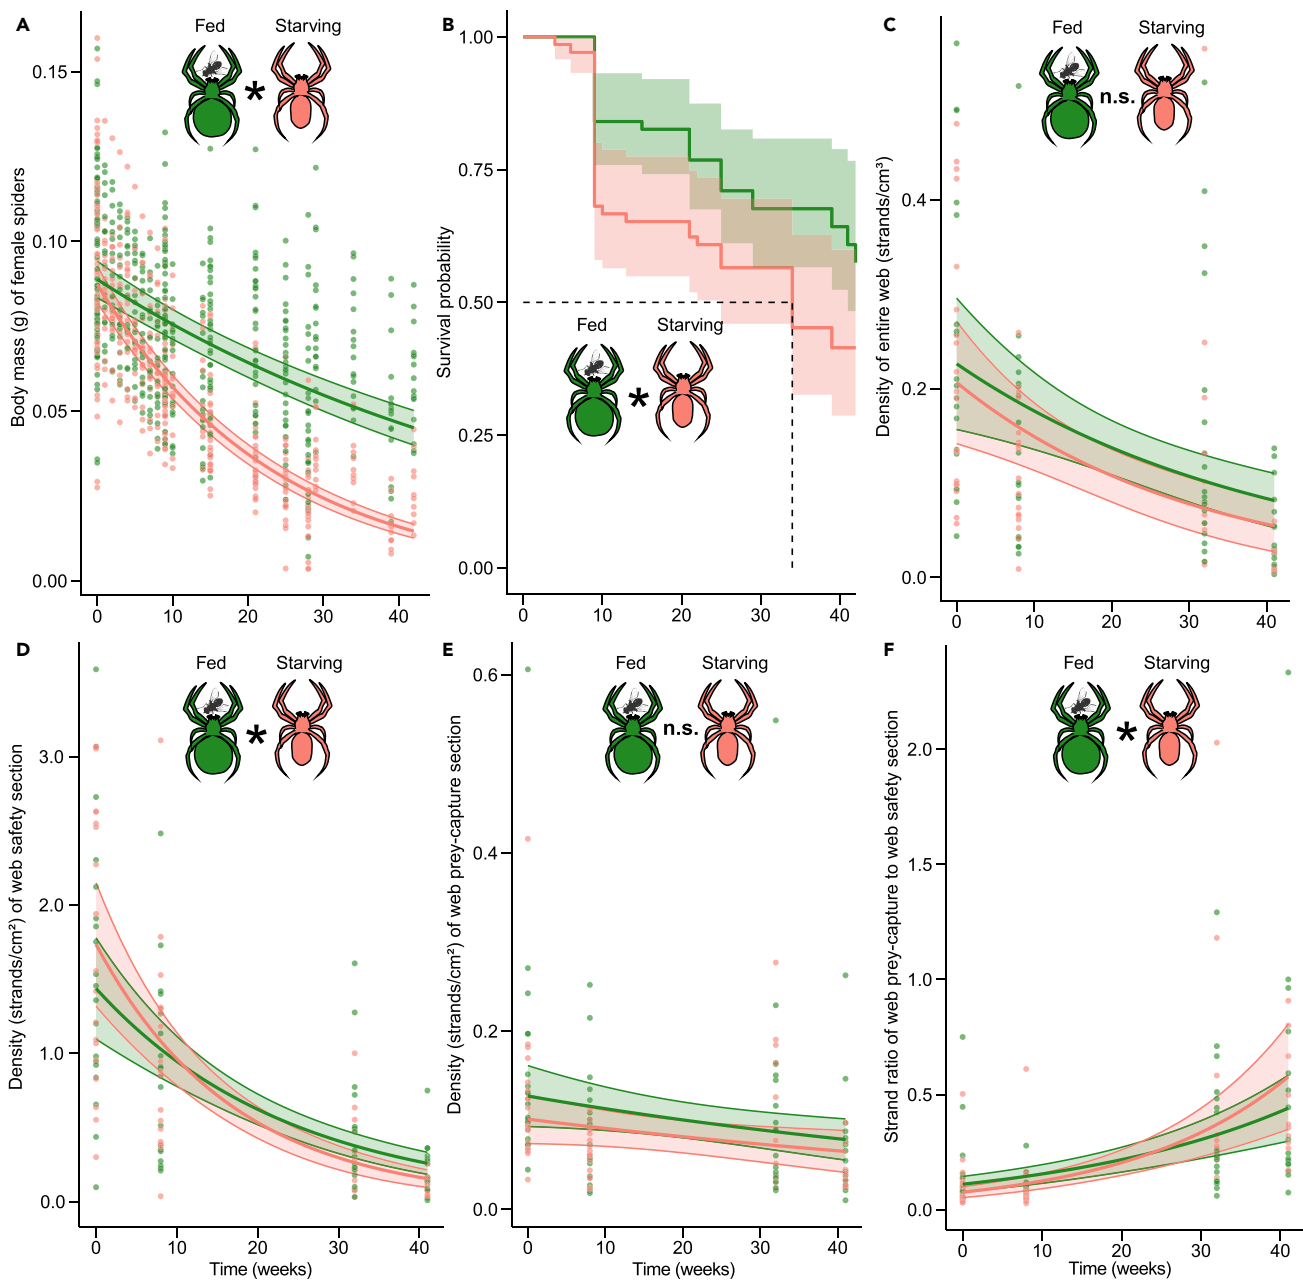 A
Fed Starving
*
Body mass (g) of female spiders
0.15
0.10
0.05
0.00
0 10 20 30 40
B
Survival probability
1.00
0.75
0.50
0.25
0.00
Fed Starving
*
0 10 20 30
C
Fed Starving
n.s.
Density of entire web (strands/cm³)
0.4
0.2
0.0
0 10 20 30 40
D
Fed Starving
*
Density (strands/cm²) of web safety section
3.0
2.0
1.0
0.0
0 10 20 30 40
Time (weeks)
E
Fed Starving
n.s.
Density (strands/cm²) of web prey-capture section
0.6
0.4
0.2
0.0
0 10 20 30 40
Time (weeks)
F
Fed Starving
*
Strand ratio of web prey-capture to web safety section
2.0
1.5
1.0
0.5
0.0
0 10 20 30 40
Time (weeks)